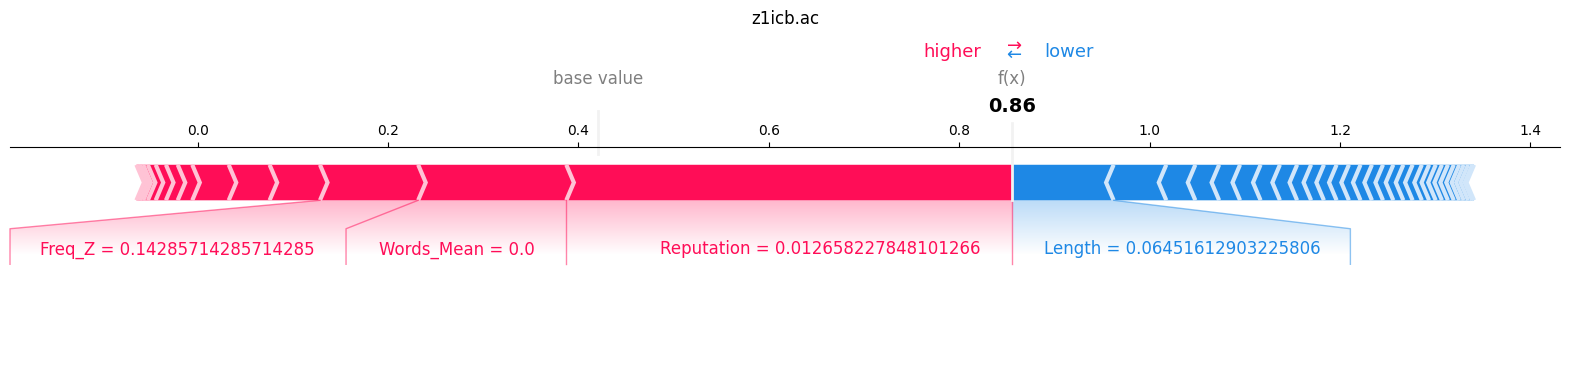 z1icb.ac
higher → ← lower
base value f(x)
0.86
0.0 0.2 0.4 0.6 0.8 1.0 1.2 1.4
Freq_Z = 0.14285714285714285 Words_Mean = 0.0 Reputation = 0.012658227848101266 Length = 0.06451612903225806